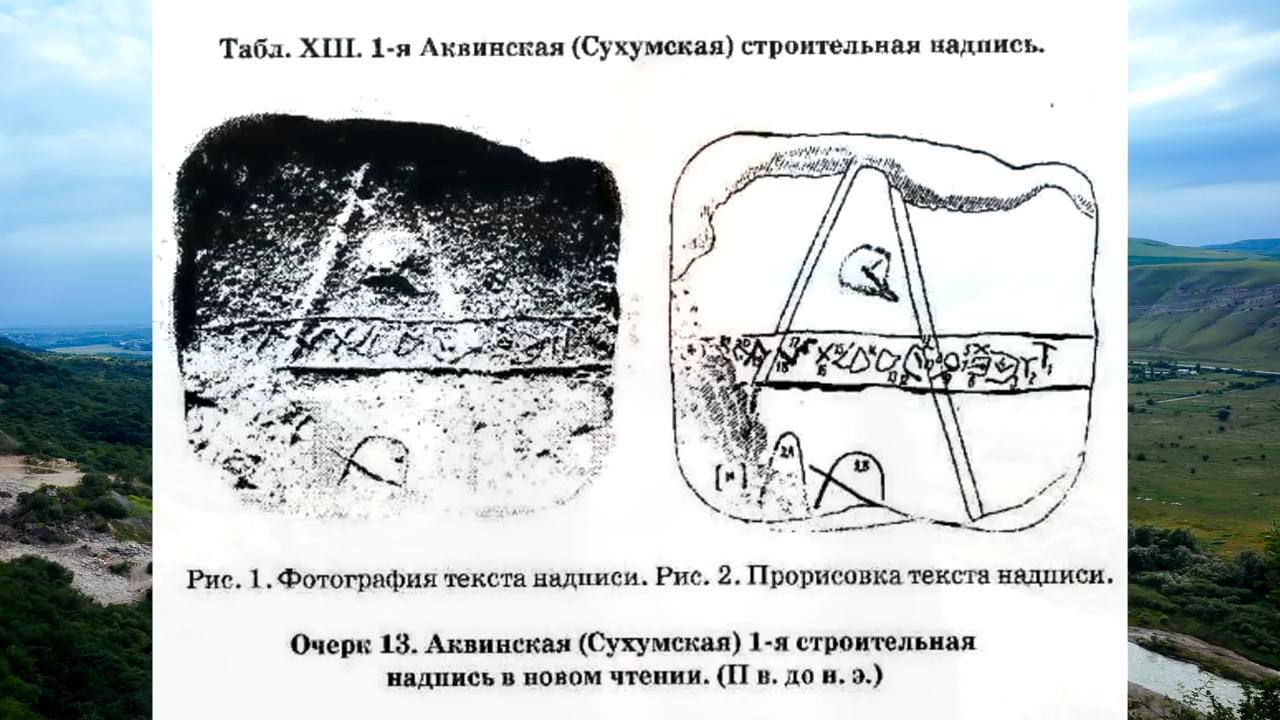 Табл. XIII. 1-я Аквинская (Сухумская) строительная надпись.
Рис. 1. Фотография текста надписи. Рис. 2. Прорисовка текста надписи.
Очерк 13. Аквинская (Сухумская) 1-я строительная
надпись в новом чтении. (II в. до н. э.)